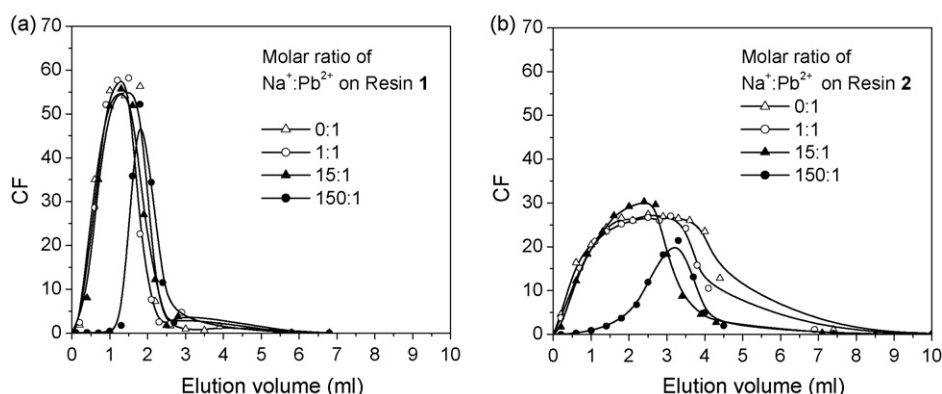 (a)
70
60
50
40
30
20
10
0
CF
0 1 2 3 4 5 6 7 8 9 10
Elution volume (ml)
Molar ratio of
Na⁺:Pb²⁺ on Resin 1
0:1
1:1
15:1
150:1
(b)
70
60
50
40
30
20
10
0
CF
0 1 2 3 4 5 6 7 8 9 10
Elution volume (ml)
Molar ratio of
Na⁺:Pb²⁺ on Resin 2
0:1
1:1
15:1
150:1